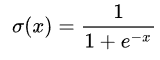 σ(x) = 1 / (1 + e^{-x})